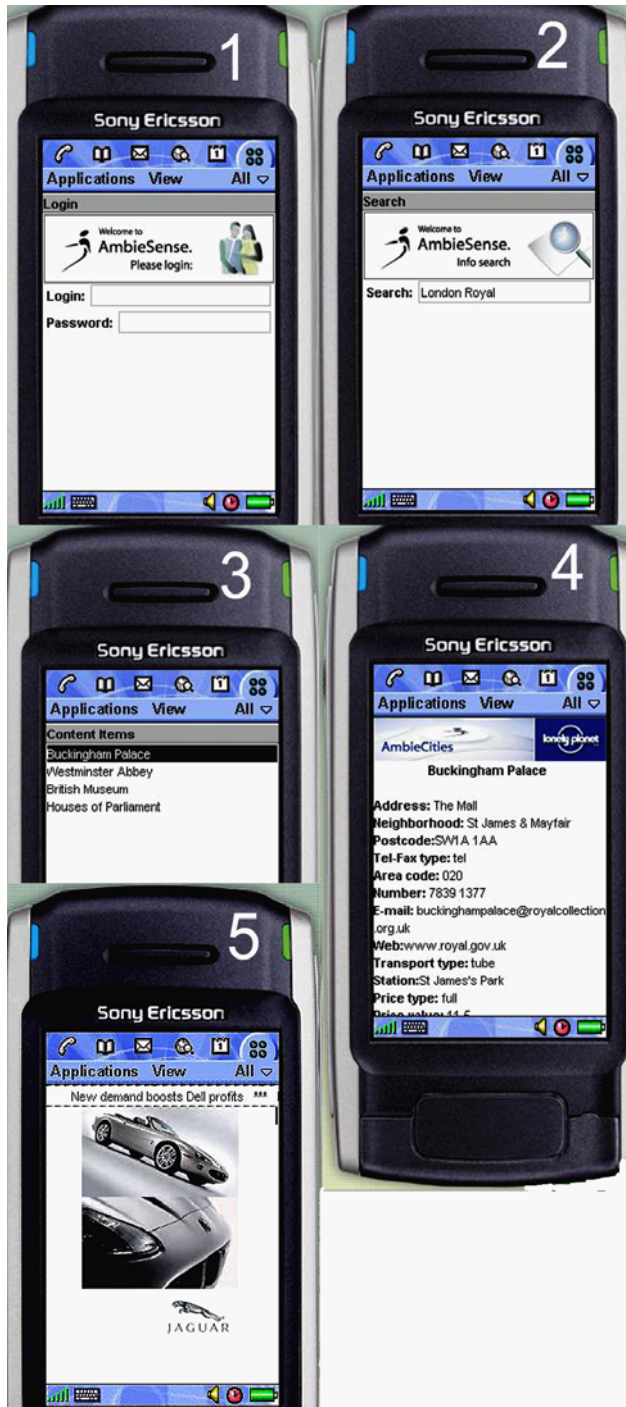 1
Sony Ericsson
Applications View All
Login
Welcome to
AmbieSense.
Please login:
Login:
Password:
2
Sony Ericsson
Applications View All
Search
Welcome to
AmbieSense.
Info search
Search: London Royal
3
Sony Ericsson
Applications View All
Content Items
Buckingham Palace
Westminster Abbey
British Museum
Houses of Parliament
4
Sony Ericsson
Applications View All
AmbieCities lonely planet
Buckingham Palace
Address: The Mall
Neighborhood: St James & Mayfair
Postcode:SW1A 1AA
Tel-Fax type: tel
Area code: 020
Number: 7839 1377
E-mail: buckinghampalace@royalcollection
.org.uk
Web:www.royal.gov.uk
Transport type: tube
Station:St James's Park
Price type: full
Price value: 11.5
5
Sony Ericsson
Applications View All
New demand boosts Dell profits ***
JAGUAR